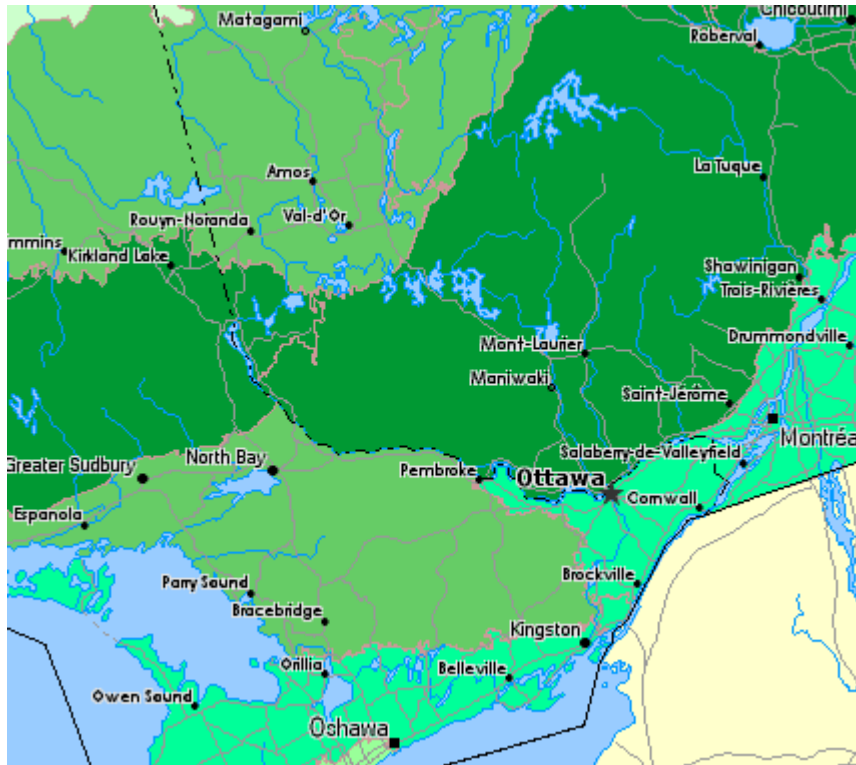 Matagami
Chicoutimi
Roberval
La Tuque
Amos
Val-d'Or
Rouyn-Noranda
mmins
Kirkland Lake
Shawinigan
Trois-Rivières
Drummondville
Mont-Laurier
Maniwaki
Saint-Jérôme
Montréa
Salaberry-de-Valleyfield
Greater Sudbury
North Bay
Pembroke
Ottawa
Cornwall
Espanola
Parry Sound
Brockville
Bracebridge
Kingston
Orillia
Belleville
Owen Sound
Oshawa